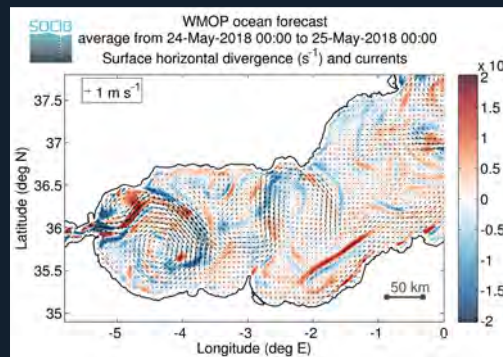 SOCIB
WMOP ocean forecast
average from 24-May-2018 00:00 to 25-May-2018 00:00
Surface horizontal divergence (s⁻¹) and currents
→ 1 m s⁻¹
× 10
37.5
37
36.5
36
35.5
35
Latitude (deg N)
2
1.5
1
0.5
0
-0.5
-1
-1.5
-2
50 km
-5
-4
-3
-2
-1
0
Longitude (deg E)